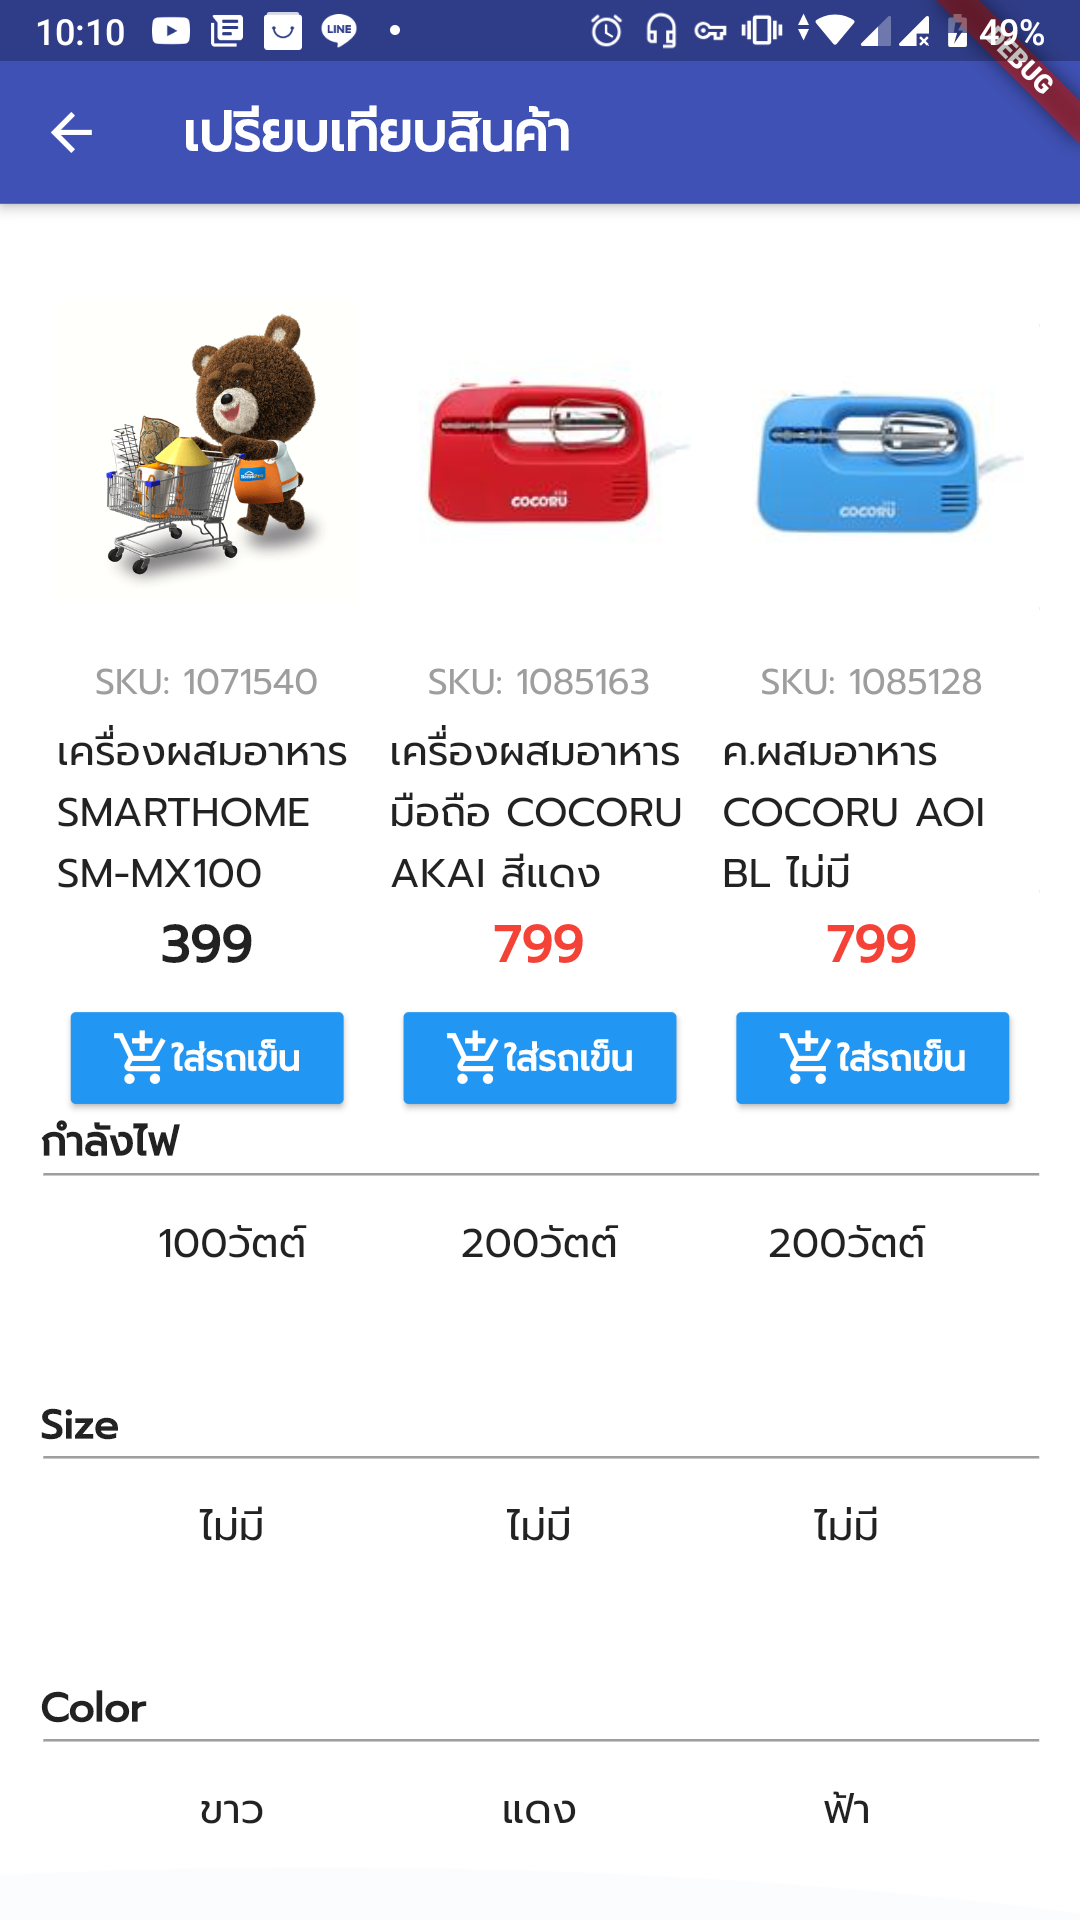 10:10
LINE
49%
DEBUG
เปรียบเทียบสินค้า
COCORU
COCORU
SKU: 1071540
SKU: 1085163
SKU: 1085128
เครื่องผสมอาหาร
SMARTHOME
SM-MX100
เครื่องผสมอาหาร
มือถือ COCORU
AKAI สีแดง
ค.ผสมอาหาร
COCORU AOI
BL ไม่มี
399
799
799
ใส่รถเข็น
ใส่รถเข็น
ใส่รถเข็น
กำลังไฟ
100วัตต์
200วัตต์
200วัตต์
Size
ไม่มี
ไม่มี
ไม่มี
Color
ขาว
แดง
ฟ้า